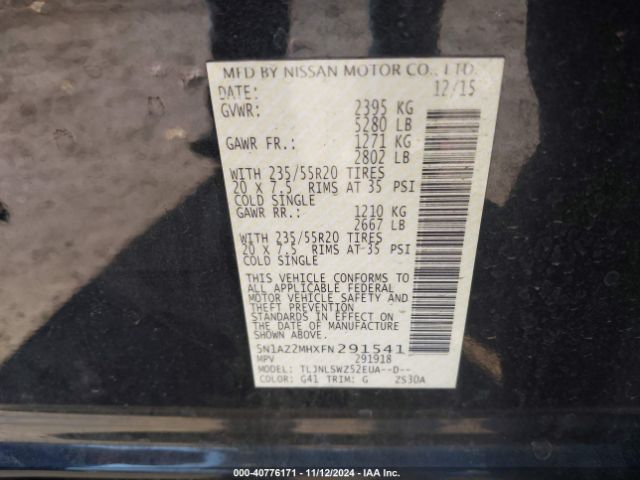 MFD BY NISSAN MOTOR CO., LTD.
DATE: 12/15
GVWR: 2395 KG
5280 LB
GAWR FR.: 1271 KG
2802 LB
WITH 235/55R20 TIRES
20 X 7.5 RIMS AT 35 PSI
COLD SINGLE
GAWR RR.: 1210 KG
2667 LB
WITH 235/55R20 TIRES
20 X 7.5 RIMS AT 35 PSI
COLD SINGLE
THIS VEHICLE CONFORMS TO
ALL APPLICABLE FEDERAL
MOTOR VEHICLE SAFETY AND
THEFT PREVENTION
STANDARDS IN EFFECT ON
THE DATE OF MANUFACTURE
SHOWN ABOVE.
5N1AZ2MHXFN291541
MPV 291918
MODEL: TLJNLSWZ52EUA--D--
COLOR: G41 TRIM: G ZS30A
000-40776171 - 11/12/2024 - IAA, Inc.